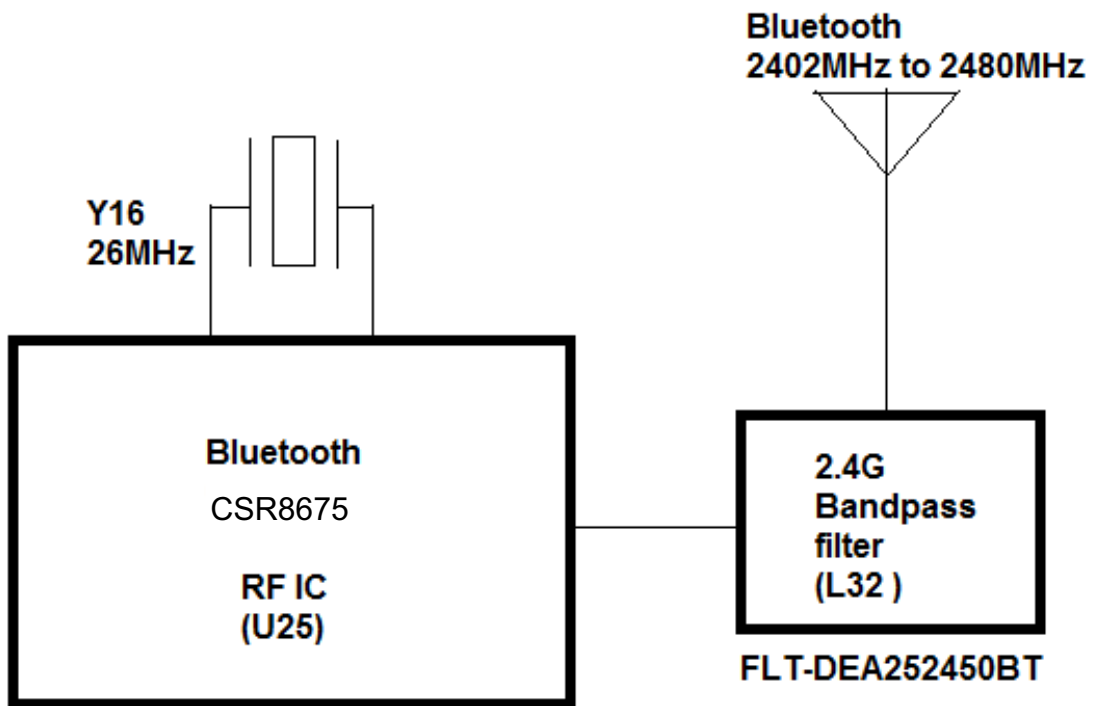 Bluetooth
2402MHz to 2480MHz
Y16
26MHz
Bluetooth
CSR8675
RF IC
(U25)
2.4G
Bandpass
filter
(L32 )
FLT-DEA252450BT